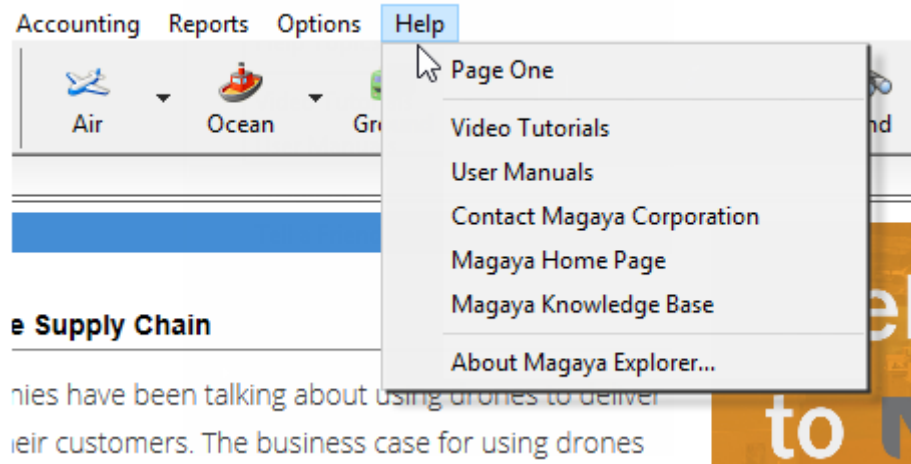 Accounting Reports Options Help
Air Ocean
Page One
Video Tutorials
User Manuals
Contact Magaya Corporation
Magaya Home Page
Magaya Knowledge Base
About Magaya Explorer...
Supply Chain
have been talking about using drones to deliver
customers. The business case for using drones
to